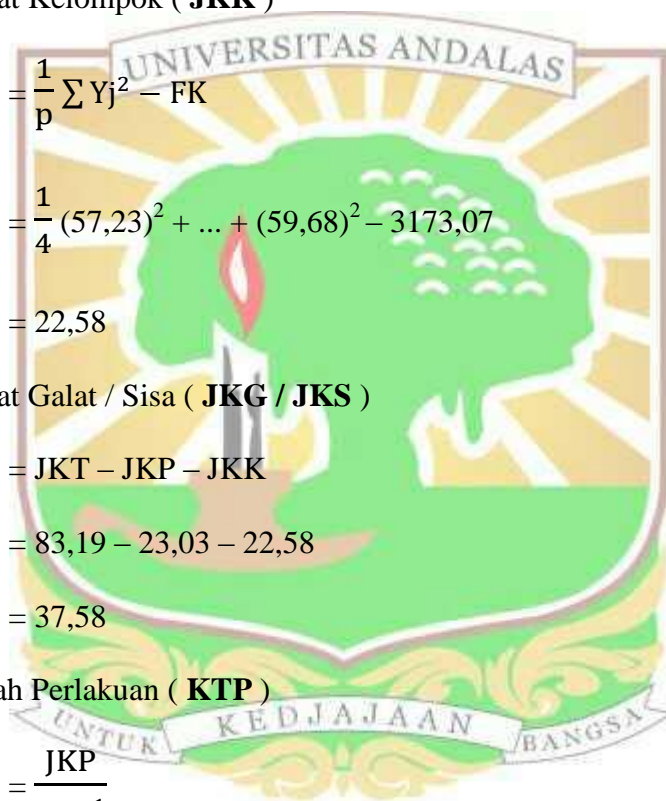 at Kelompok ( JKK )
UNIVERSITAS ANDALAS
= 1/p ∑ Yj² – FK
= 1/4 (57,23)² + ... + (59,68)² – 3173,07
= 22,58
at Galat / Sisa ( JKG / JKS )
= JKT – JKP – JKK
= 83,19 – 23,03 – 22,58
= 37,58
ah Perlakuan ( KTP )
UNTUK KEDJAJAAN BANGSA
= JKP